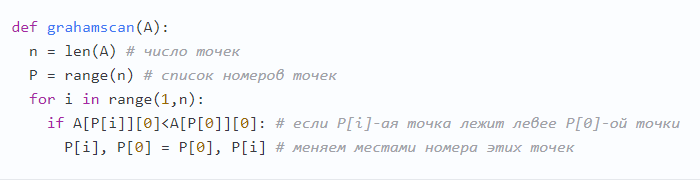 def grahamscan(A):
  n = len(A) # число точек
  P = range(n) # список номеров точек
  for i in range(1,n):
    if A[P[i]][0]<A[P[0]][0]: # если P[i]-ая точка лежит левее P[0]-ой точки
      P[i], P[0] = P[0], P[i] # меняем местами номера этих точек